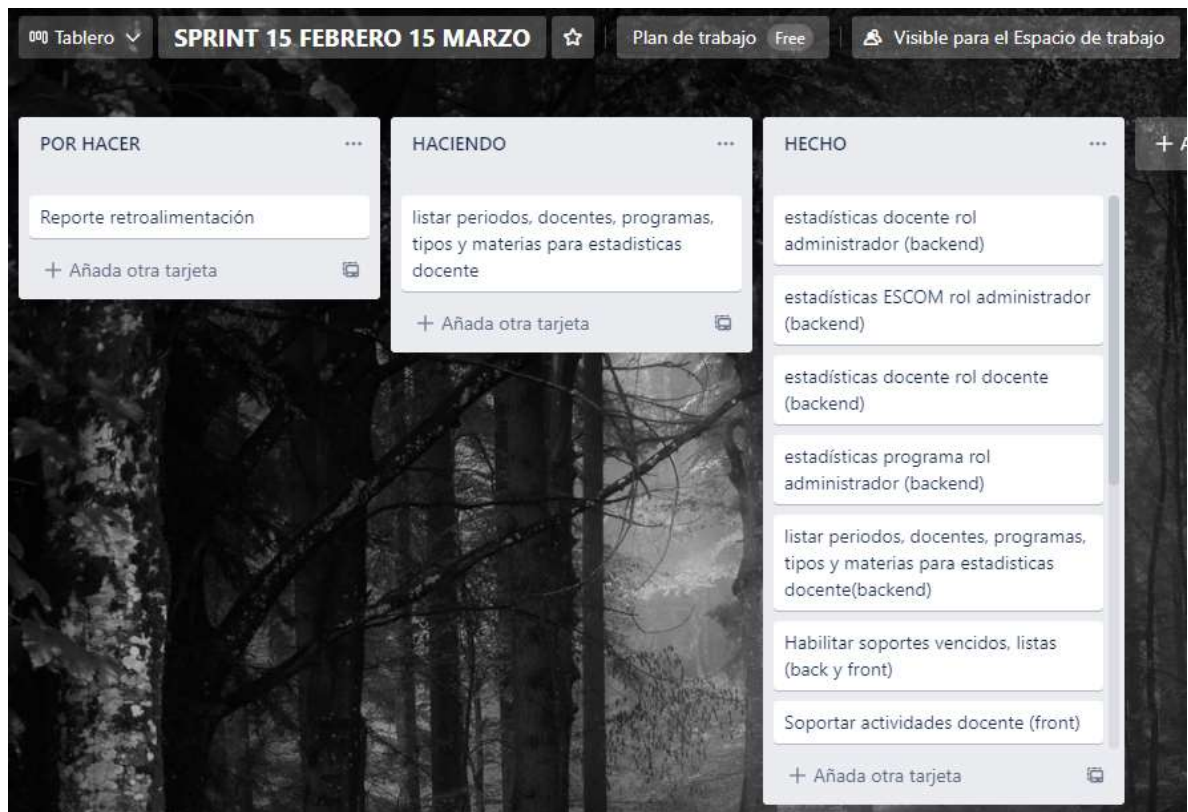 Tablero
SPRINT 15 FEBRERO 15 MARZO
Plan de trabajo Free
Visible para el Espacio de trabajo
POR HACER
Reporte retroalimentación
+ Añada otra tarjeta
HACIENDO
listar periodos, docentes, programas,
tipos y materias para estadisticas
docente
+ Añada otra tarjeta
HECHO
estadísticas docente rol
administrador (backend)
estadísticas ESCOM rol administrador
(backend)
estadísticas docente rol docente
(backend)
estadísticas programa rol
administrador (backend)
listar periodos, docentes, programas,
tipos y materias para estadisticas
docente(backend)
Habilitar soportes vencidos, listas
(back y front)
Soportar actividades docente (front)
+ Añada otra tarjeta